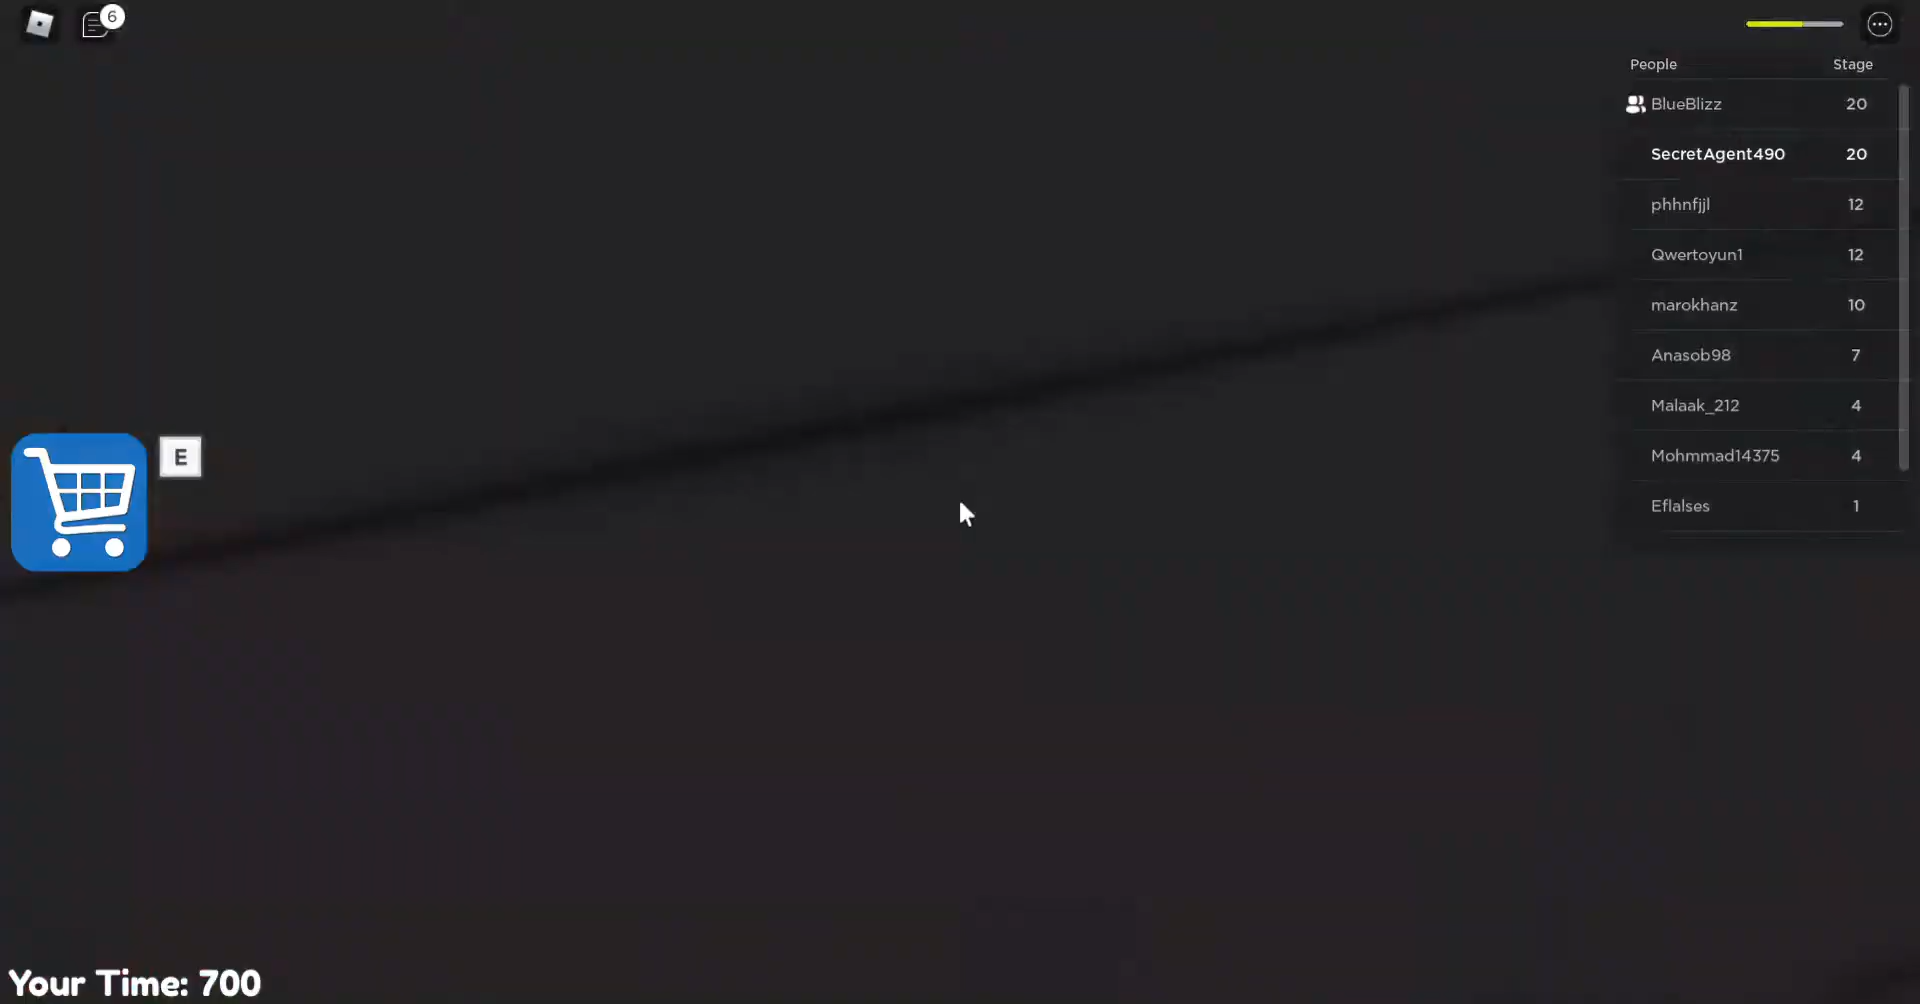 6
People Stage
BlueBlizz 20
SecretAgent490 20
phhnfjjl 12
Qwertoyun1 12
marokhanz 10
Anasob98 7
Malaak_212 4
Mohmmad14375 4
Eflalses 1
E
Your Time: 700